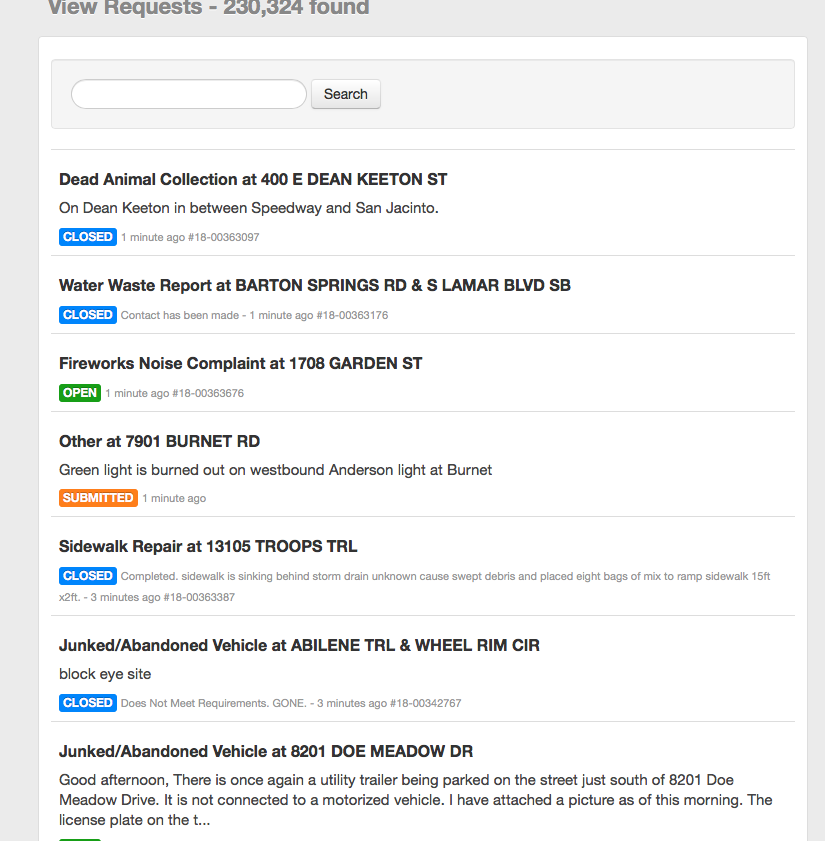 View Requests - 230,324 found
Search
Dead Animal Collection at 400 E DEAN KEETON ST
On Dean Keeton in between Speedway and San Jacinto.
CLOSED 1 minute ago #18-00363097
Water Waste Report at BARTON SPRINGS RD & S LAMAR BLVD SB
CLOSED Contact has been made - 1 minute ago #18-00363176
Fireworks Noise Complaint at 1708 GARDEN ST
OPEN 1 minute ago #18-00363676
Other at 7901 BURNET RD
Green light is burned out on westbound Anderson light at Burnet
SUBMITTED 1 minute ago
Sidewalk Repair at 13105 TROOPS TRL
CLOSED Completed. sidewalk is sinking behind storm drain unknown cause swept debris and placed eight bags of mix to ramp sidewalk 15ft
x2ft. - 3 minutes ago #18-00363387
Junked/Abandoned Vehicle at ABILENE TRL & WHEEL RIM CIR
block eye site
CLOSED Does Not Meet Requirements. GONE. - 3 minutes ago #18-00342767
Junked/Abandoned Vehicle at 8201 DOE MEADOW DR
Good afternoon, There is once again a utility trailer being parked on the street just south of 8201 Doe
Meadow Drive. It is not connected to a motorized vehicle. I have attached a picture as of this morning. The
license plate on the t...